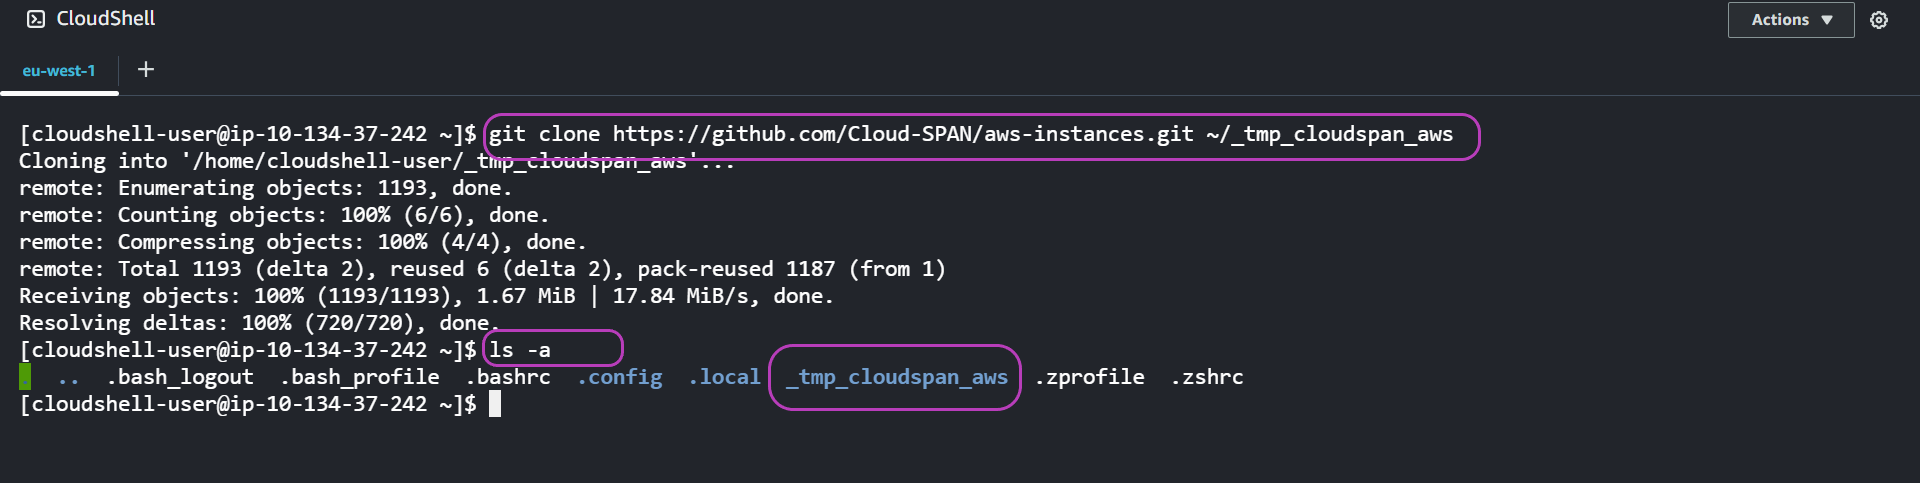 CloudShell
Actions ▼
eu-west-1 +
[cloudshell-user@ip-10-134-37-242 ~]$ git clone https://github.com/Cloud-SPAN/aws-instances.git ~/_tmp_cloudspan_aws
Cloning into '/home/cloudshell-user/_tmp_cloudspan_aws'...
remote: Enumerating objects: 1193, done.
remote: Counting objects: 100% (6/6), done.
remote: Compressing objects: 100% (4/4), done.
remote: Total 1193 (delta 2), reused 6 (delta 2), pack-reused 1187 (from 1)
Receiving objects: 100% (1193/1193), 1.67 MiB | 17.84 MiB/s, done.
Resolving deltas: 100% (720/720), done.
[cloudshell-user@ip-10-134-37-242 ~]$ ls -a
. .. .bash_logout .bash_profile .bashrc .config .local _tmp_cloudspan_aws .zprofile .zshrc
[cloudshell-user@ip-10-134-37-242 ~]$